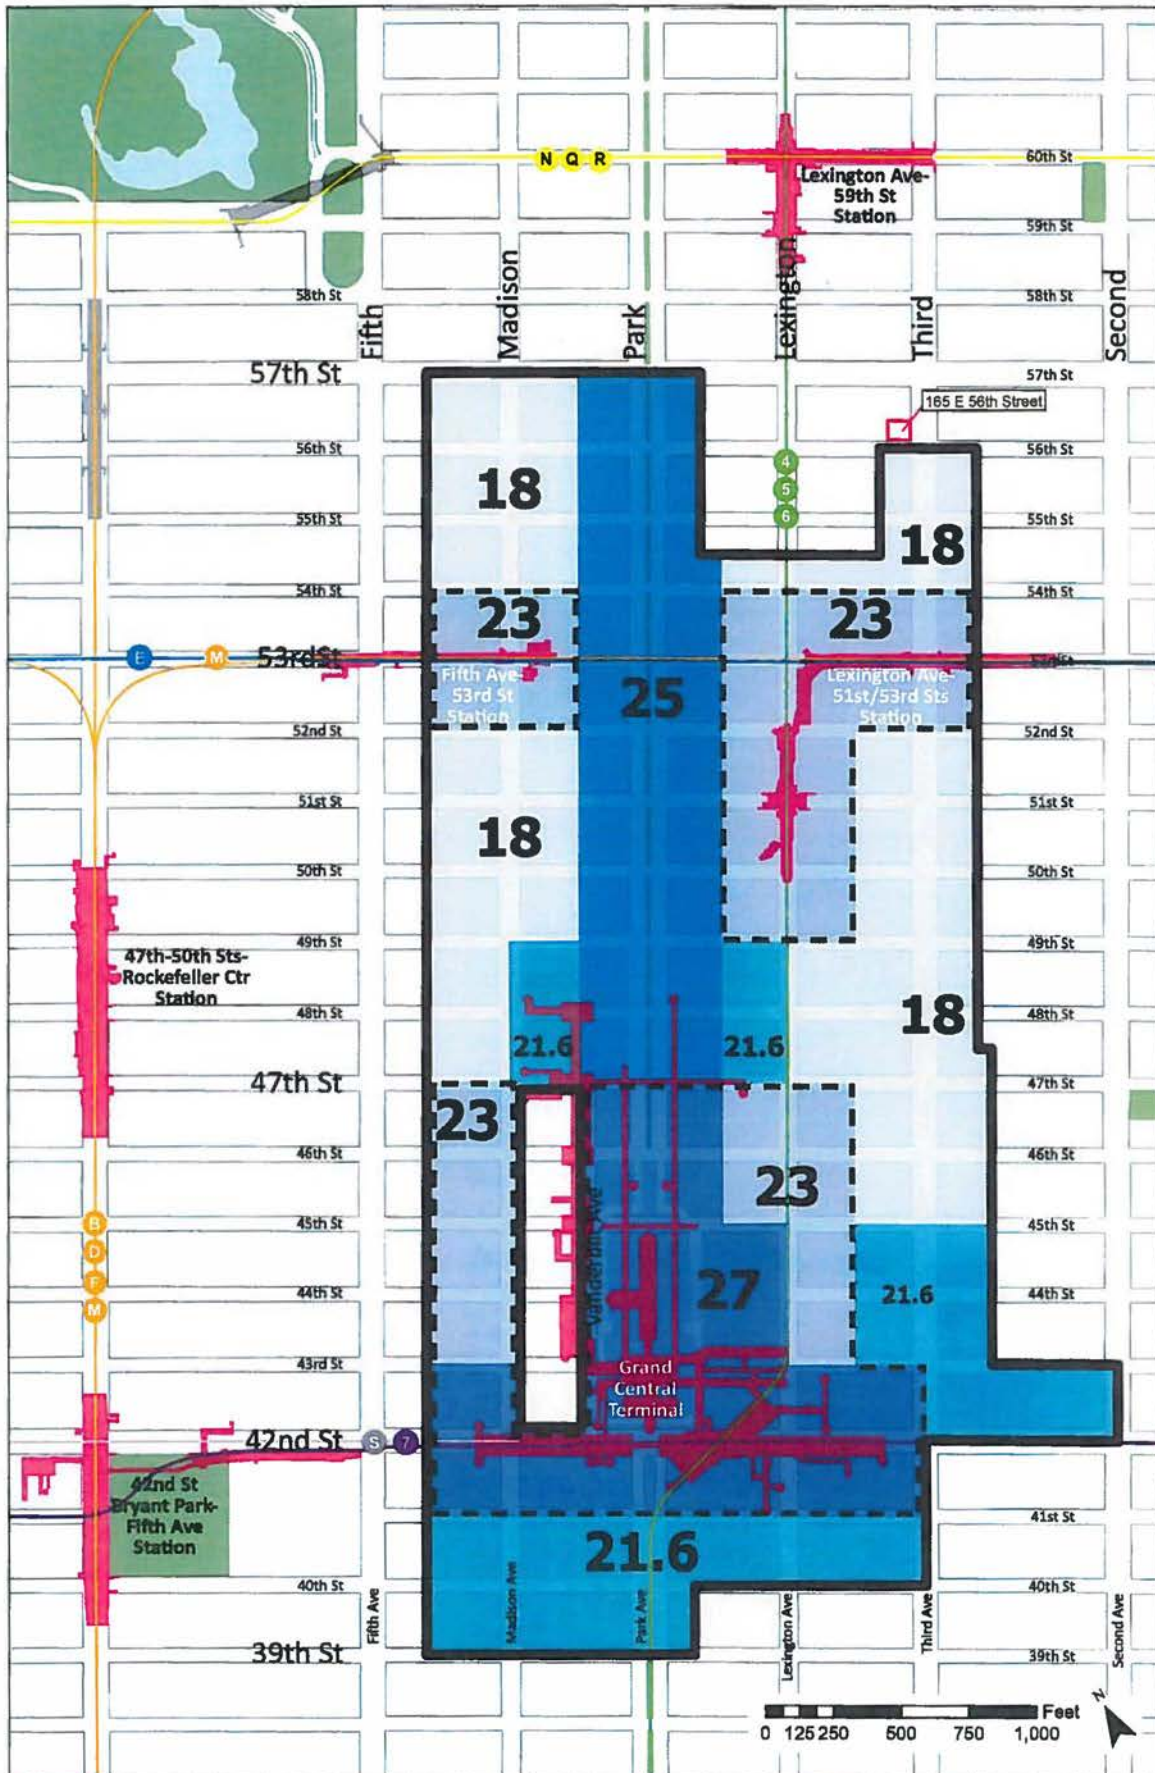 N Q R
60th St
Lexington Ave-
59th St
Station
59th St
58th St
58th St
Fifth
Madison
Park
Lexington
Third
Second
57th St
57th St
165 E 56th Street
56th St
56th St
4
5
6
18
55th St
55th St
18
54th St
54th St
23
23
E
M
53rd St
Fifth Ave-
53rd St
Station
Lexington Ave-
51st/53rd Sts
Station
25
52nd St
52nd St
51st St
51st St
18
50th St
50th St
49th St
49th St
47th-50th Sts-
Rockefeller Ctr
Station
48th St
48th St
18
21.6
21.6
47th St
47th St
23
46th St
46th St
23
Vanderbilt Ave
B
D
F
M
45th St
45th St
44th St
44th St
27
21.6
43rd St
43rd St
Grand
Central
Terminal
42nd St
S 7
42nd St
Bryant Park-
Fifth Ave
Station
41st St
21.6
40th St
40th St
Fifth Ave
Madison Ave
Park Ave
Lexington Ave
Third Ave
Second Ave
39th St
39th St
N
Feet
0 125 250 500 750 1,000